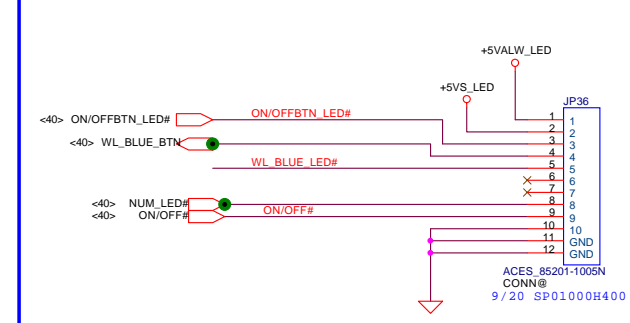 +5VALW_LED
+5VS_LED
JP36
<40> ON/OFFBTN_LED# ON/OFFBTN_LED# 1 1
2 2
<40> WL_BLUE_BTN 3 3
4 4
WL_BLUE_LED# 5 5
6 6
7 7
<40> NUM_LED# 8 8
<40> ON/OFF# ON/OFF# 9 9
10 10
11 GND
12 GND
ACES_85201-1005N
CONN@
9/20 SP01000H400